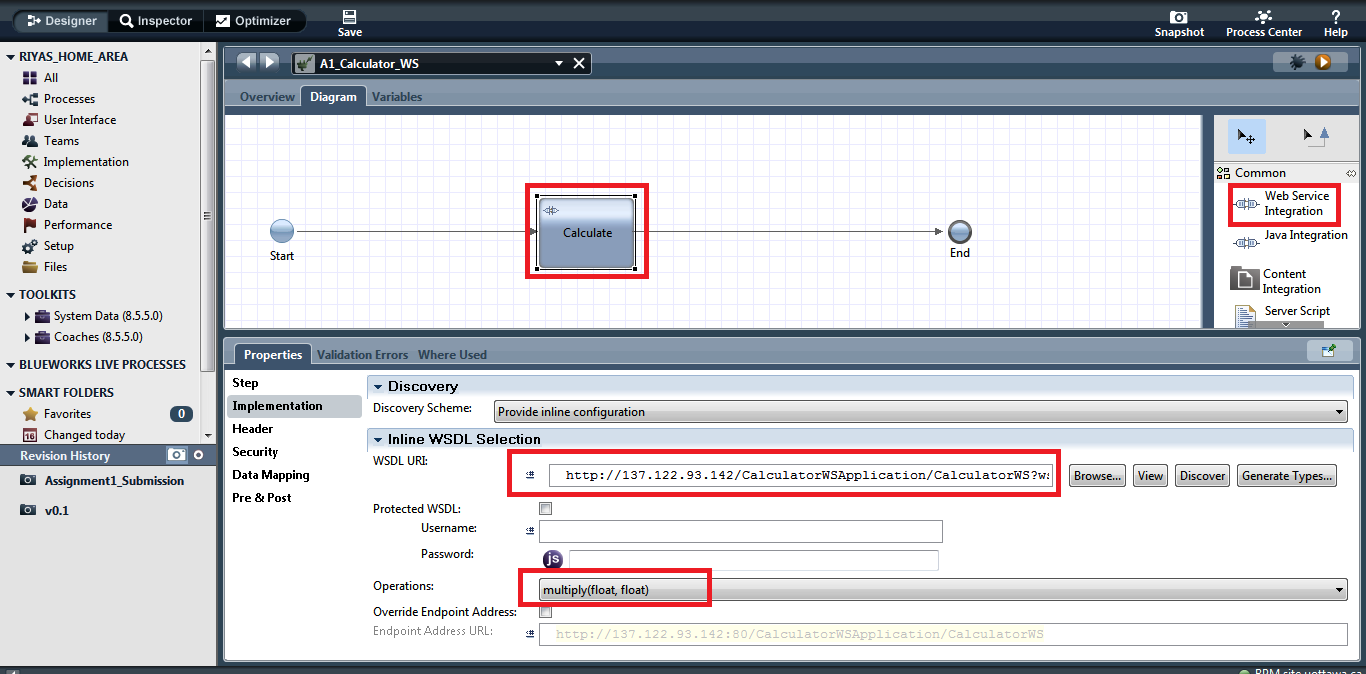 Designer Inspector Optimizer Save Snapshot Process Center Help
RIYAS_HOME_AREA
All
Processes
User Interface
Teams
Implementation
Decisions
Data
Performance
Setup
Files
TOOLKITS
System Data (8.5.5.0)
Coaches (8.5.5.0)
BLUEWORKS LIVE PROCESSES
SMART FOLDERS
Favorites 0
16 Changed today
Revision History
Assignment1_Submission
v0.1
A1_Calculator_WS
Overview Diagram Variables
Start
Calculate
End
Common
Web Service
Integration
Java Integration
Content
Integration
Server Script
Properties Validation Errors Where Used
Step
Implementation
Header
Security
Data Mapping
Pre & Post
Discovery
Discovery Scheme: Provide inline configuration
Inline WSDL Selection
WSDL URI: http://137.122.93.142/CalculatorWSApplication/CalculatorWS?ws Browse... View Discover Generate Types...
Protected WSDL:
Username:
Password: js
Operations: multiply(float, float)
Override Endpoint Address:
Endpoint Address URL: http://137.122.93.142:80/CalculatorWSApplication/CalculatorWS